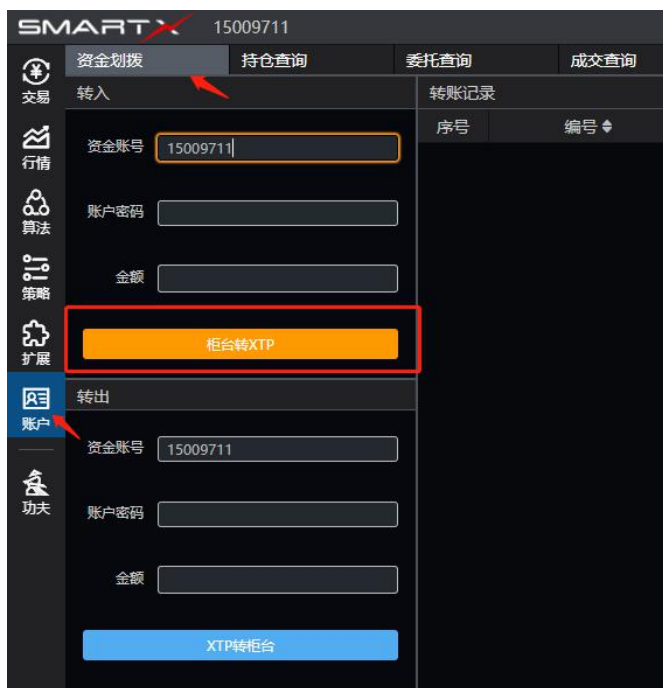 SMARTX 15009711
资金划拨 持仓查询 委托查询 成交查询
交易
转入
转账记录
序号 编号
行情
资金账号 15009711
账户密码
算法
金额
策略
柜台转XTP
扩展
转出
账户
资金账号 15009711
功夫
账户密码
金额
XTP转柜台